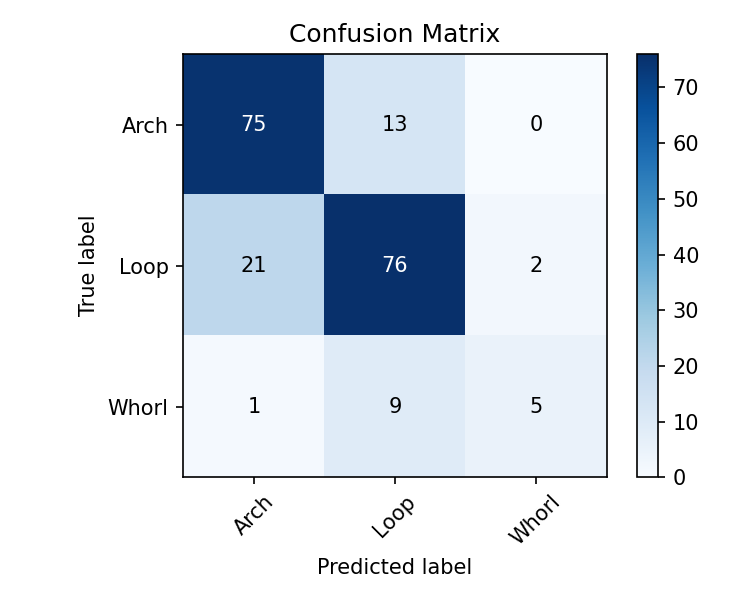 Confusion Matrix
True label
Arch 75 13 0
Loop 21 76 2
Whorl 1 9 5
Arch Loop Whorl
Predicted label
70
60
50
40
30
20
10
0